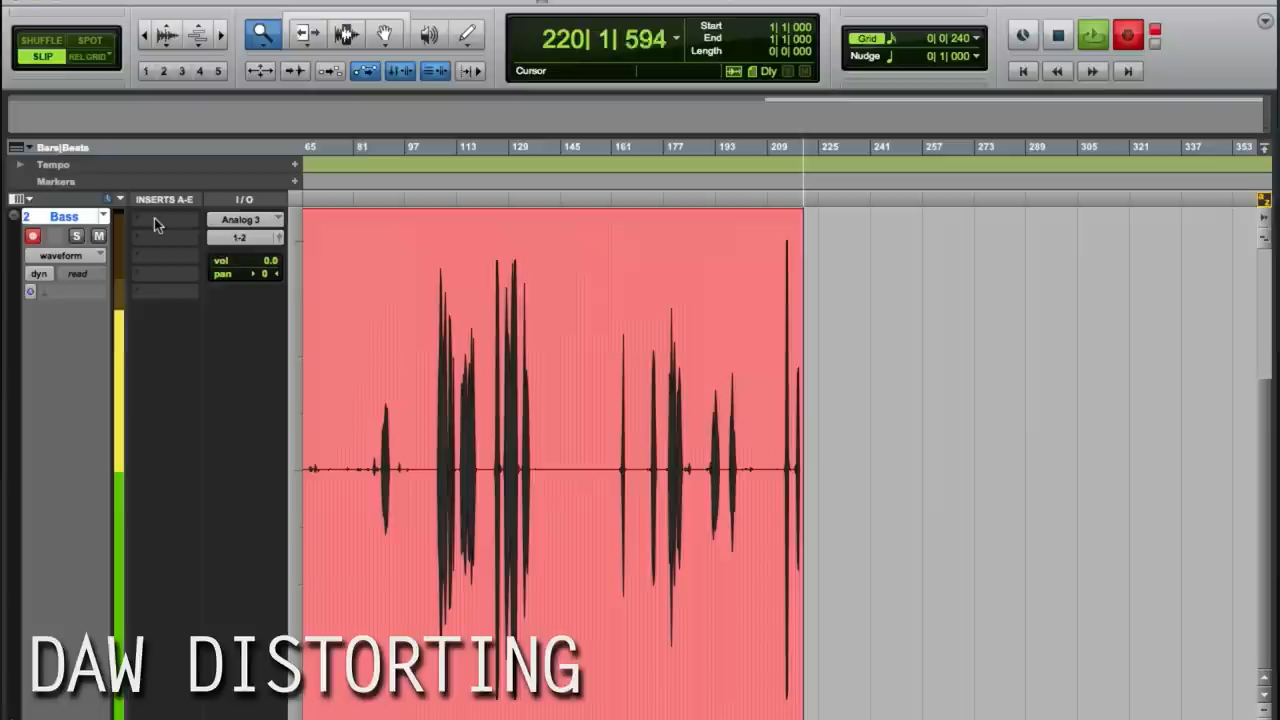 SHUFFLE SPOT
SLIP REL GRID
1 2 3 4 5
220| 1| 594
Start 1| 1| 000
End 1| 1| 000
Length 0| 0| 000
Cursor
Dly
Grid 0| 0| 240
Nudge 0| 1| 000
Bars|Beats
65 81 97 113 129 145 161 177 193 209 225 241 257 273 289 305 321 337 353
Tempo
Markers
INSERTS A-E I / O
2 Bass
Analog 3
S M
1-2
waveform
vol 0.0
dyn read
pan 0
DAW DISTORTING